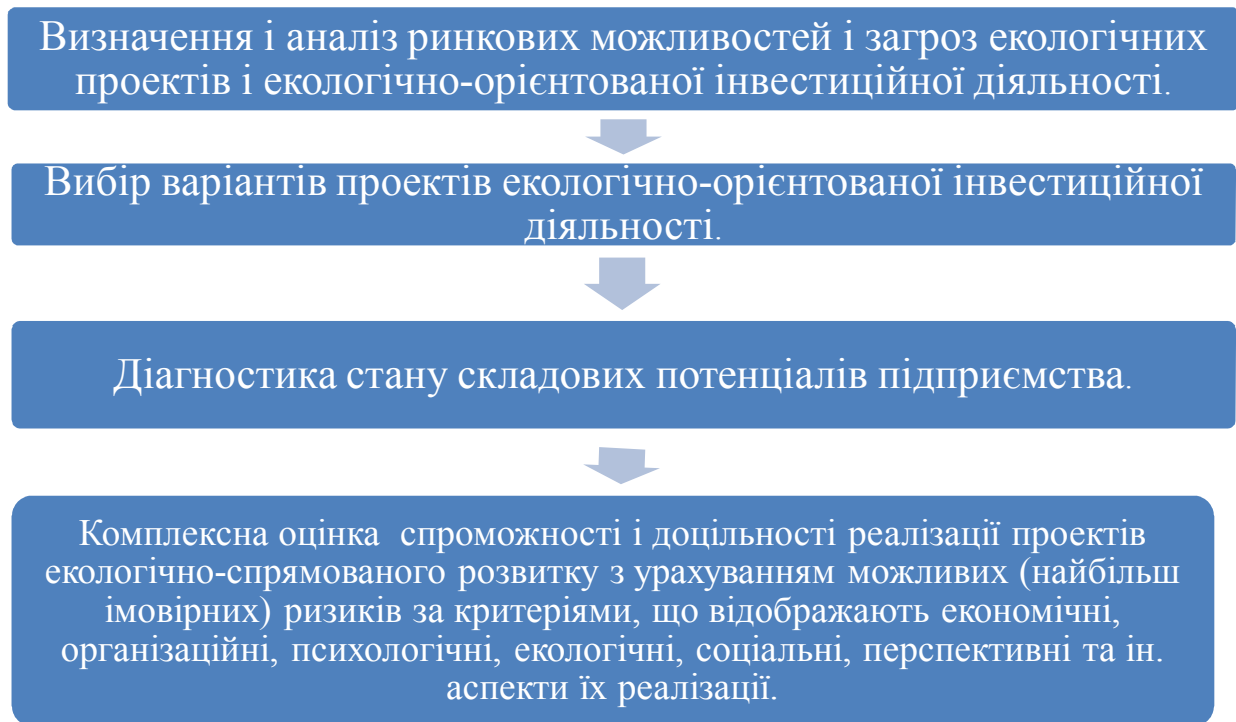 Визначення і аналіз ринкових можливостей і загроз екологічних
проектів і екологічно-орієнтованої інвестиційної діяльності.
Вибір варіантів проектів екологічно-орієнтованої інвестиційної
діяльності.
Діагностика стану складових потенціалів підприємства.
Комплексна оцінка спроможності і доцільності реалізації проектів
екологічно-спрямованого розвитку з урахуванням можливих (найбільш
імовірних) ризиків за критеріями, що відображають економічні,
організаційні, психологічні, екологічні, соціальні, перспективні та ін.
аспекти їх реалізації.